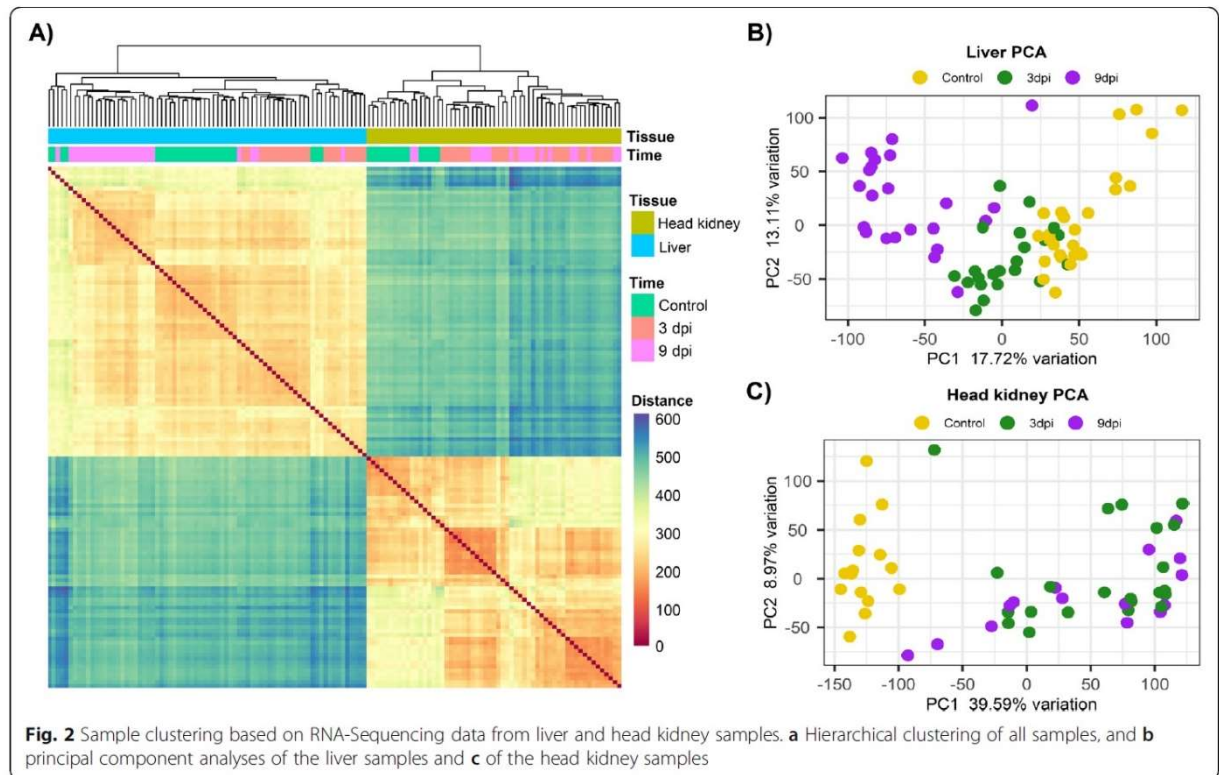 A)
Tissue
Time
Tissue
Head kidney
Liver
Time
Control
3 dpi
9 dpi
Distance
600
500
400
300
200
100
0
B)
Liver PCA
Control 3dpi 9dpi
PC2 13.11% variation
100
50
0
-50
-100 -50 0 50 100
PC1 17.72% variation
C)
Head kidney PCA
Control 3dpi 9dpi
PC2 8.97% variation
100
50
0
-50
-150 -100 -50 0 50 100
PC1 39.59% variation
Fig. 2 Sample clustering based on RNA-Sequencing data from liver and head kidney samples. a Hierarchical clustering of all samples, and b
principal component analyses of the liver samples and c of the head kidney samples